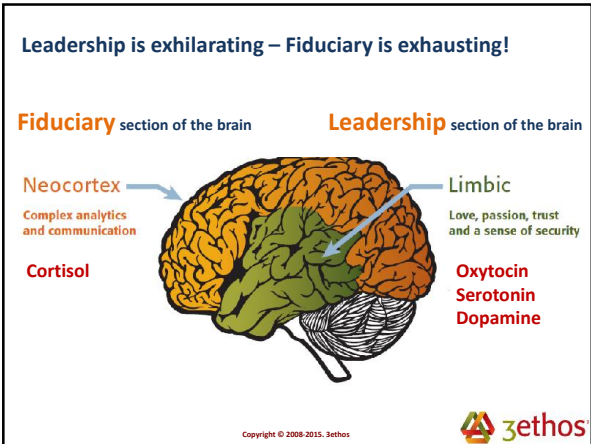 Leadership is exhilarating – Fiduciary is exhausting!
Fiduciary section of the brain
Leadership section of the brain
Neocortex
Complex analytics
and communication
Cortisol
Limbic
Love, passion, trust
and a sense of security
Oxytocin
Serotonin
Dopamine
Copyright © 2008-2015. 3ethos
3ethos